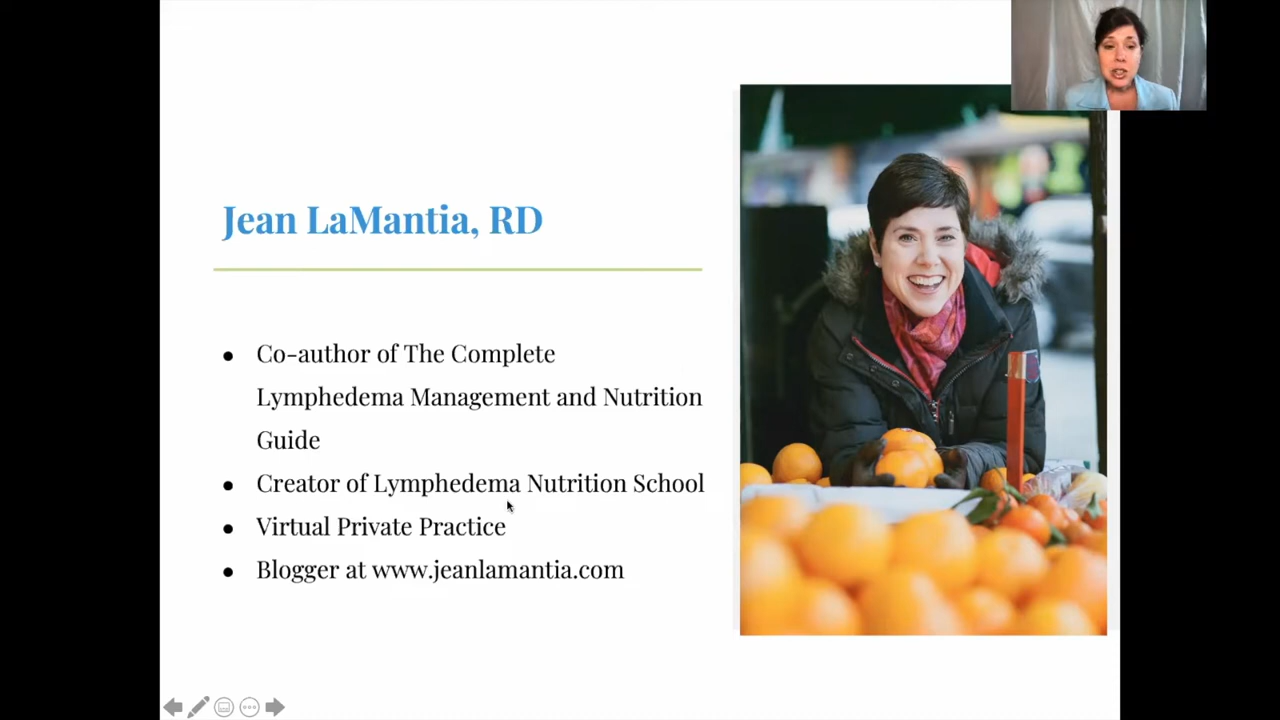 Jean LaMantia, RD
● Co-author of The Complete
Lymphedema Management and Nutrition
Guide
● Creator of Lymphedema Nutrition School
● Virtual Private Practice
● Blogger at www.jeanlamantia.com